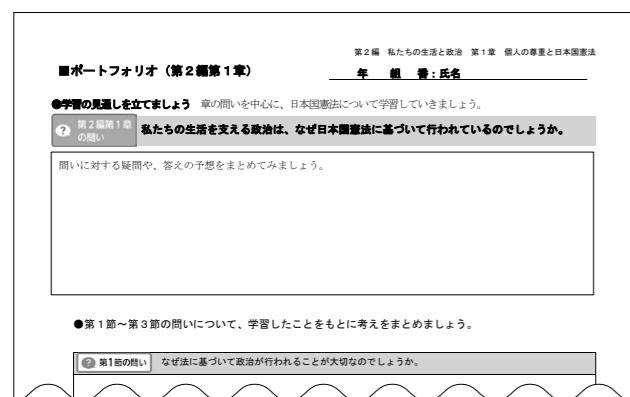 第2編 私たちの生活と政治 第1章 個人の尊重と日本国憲法
■ポートフォリオ（第2編第1章）
年 組 番：氏名
●学習の見通しを立てましょう 章の問いを中心に、日本国憲法について学習していきましょう。
? 第2編第1章の問い 私たちの生活を支える政治は、なぜ日本国憲法に基づいて行われているのでしょうか。
問いに対する疑問や、答えの予想をまとめてみましょう。
●第1節～第3節の問いについて、学習したことをもとに考えをまとめましょう。
? 第1節の問い なぜ法に基づいて政治が行われることが大切なのでしょうか。